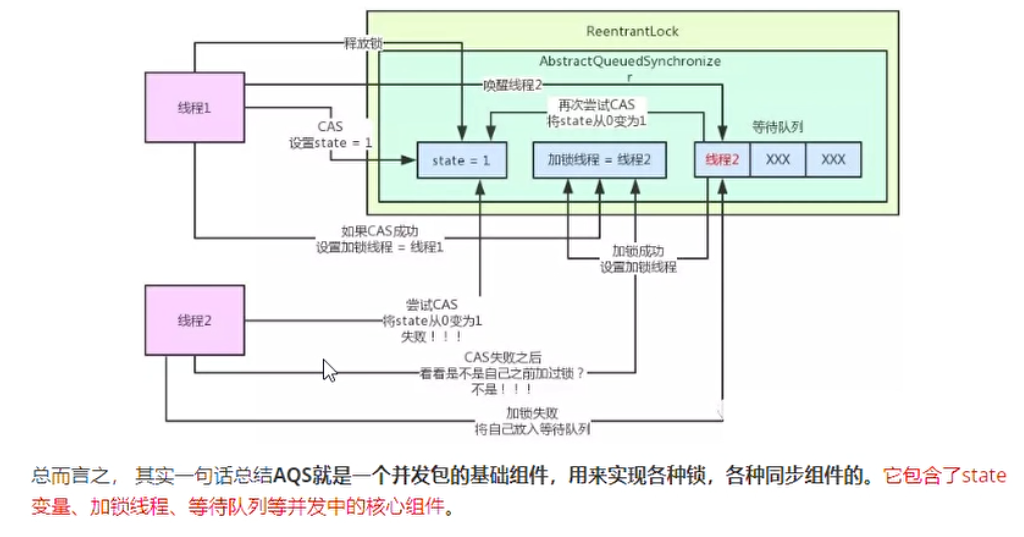 ReentrantLock
释放锁
AbstractQueuedSynchronize
r
唤醒线程2
线程1
再次尝试CAS
将state从0变为1
等待队列
CAS
设置state = 1
state = 1
加锁线程 = 线程2
线程2
XXX
XXX
如果CAS成功
设置加锁线程 = 线程1
加锁成功
设置加锁线程
尝试CAS
将state从0变为1
失败！！！
线程2
CAS失败之后
看看是不是自己之前加过锁？
不是！！！
加锁失败
将自己放入等待队列
总而言之， 其实一句话总结AQS就是一个并发包的基础组件，用来实现各种锁，各种同步组件的。它包含了state
变量、加锁线程、等待队列等并发中的核心组件。